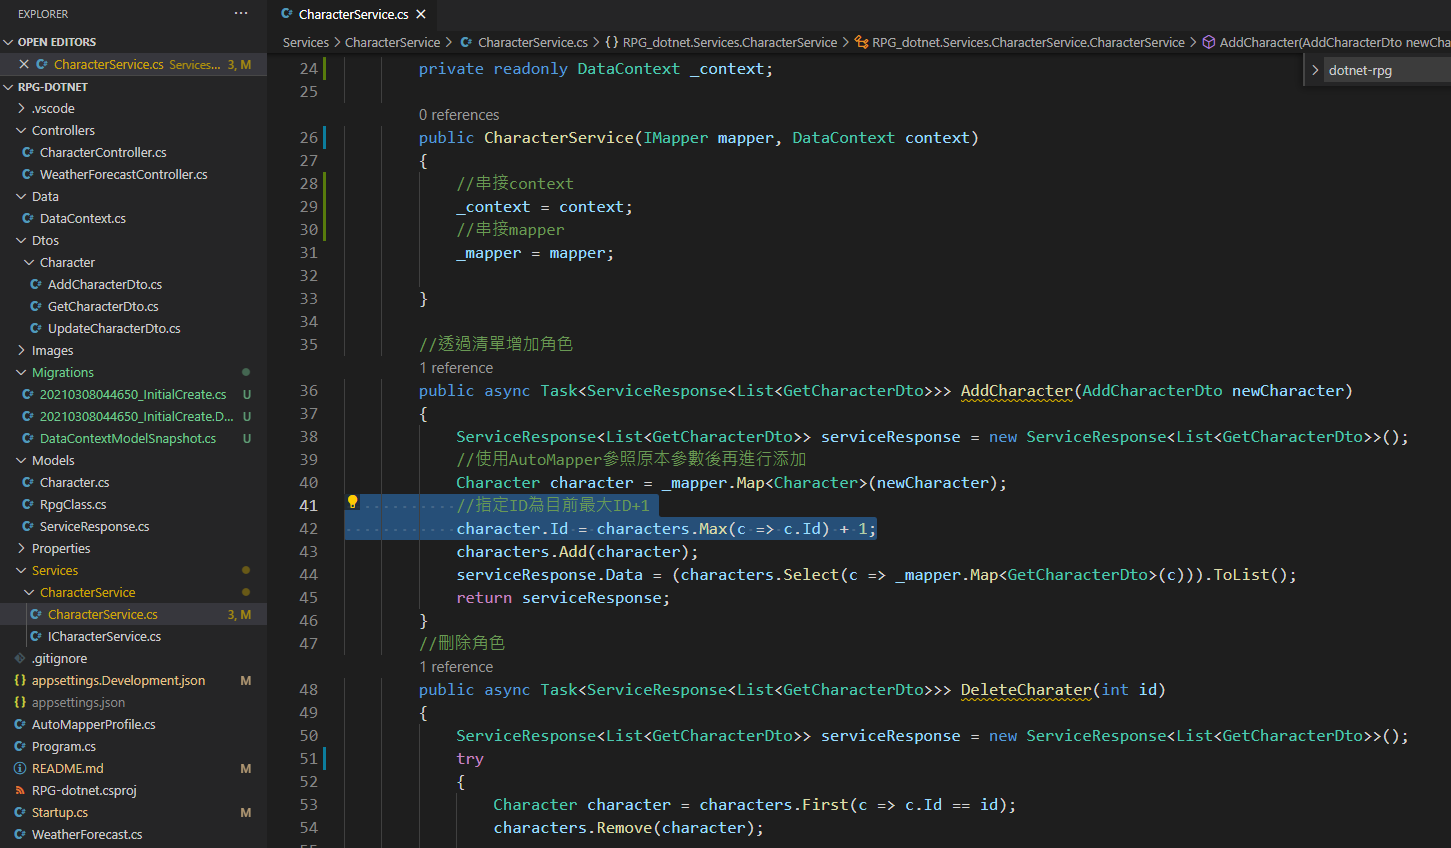 EXPLORER
···
OPEN EDITORS
CharacterService.cs Services... 3, M
RPG-DOTNET
.vscode
Controllers
CharacterController.cs
WeatherForecastController.cs
Data
DataContext.cs
Dtos
Character
AddCharacterDto.cs
GetCharacterDto.cs
UpdateCharacterDto.cs
Images
Migrations
20210308044650_InitialCreate.cs U
20210308044650_InitialCreate.D... U
DataContextModelSnapshot.cs U
Models
Character.cs
RpgClass.cs
ServiceResponse.cs
Properties
Services
CharacterService
CharacterService.cs 3, M
ICharacterService.cs
.gitignore
appsettings.Development.json M
appsettings.json
AutoMapperProfile.cs
Program.cs
README.md M
RPG-dotnet.csproj
Startup.cs M
WeatherForecast.cs
CharacterService.cs
Services > CharacterService > CharacterService.cs > {} RPG_dotnet.Services.CharacterService > RPG_dotnet.Services.CharacterService.CharacterService > AddCharacter(AddCharacterDto newCha
dotnet-rpg
24 private readonly DataContext _context;
25
0 references
26 public CharacterService(IMapper mapper, DataContext context)
27 {
28 //串接context
29 _context = context;
30 //串接mapper
31 _mapper = mapper;
32
33 }
34
35 //透過清單增加角色
1 reference
36 public async Task<ServiceResponse<List<GetCharacterDto>>> AddCharacter(AddCharacterDto newCharacter)
37 {
38 ServiceResponse<List<GetCharacterDto>> serviceResponse = new ServiceResponse<List<GetCharacterDto>>();
39 //使用AutoMapper參照原本參數後再進行添加
40 Character character = _mapper.Map<Character>(newCharacter);
41 //指定ID為目前最大ID+1
42 character.Id = characters.Max(c => c.Id) + 1;
43 characters.Add(character);
44 serviceResponse.Data = (characters.Select(c => _mapper.Map<GetCharacterDto>(c))).ToList();
45 return serviceResponse;
46 }
47 //刪除角色
1 reference
48 public async Task<ServiceResponse<List<GetCharacterDto>>> DeleteCharater(int id)
49 {
50 ServiceResponse<List<GetCharacterDto>> serviceResponse = new ServiceResponse<List<GetCharacterDto>>();
51 try
52 {
53 Character character = characters.First(c => c.Id == id);
54 characters.Remove(character);